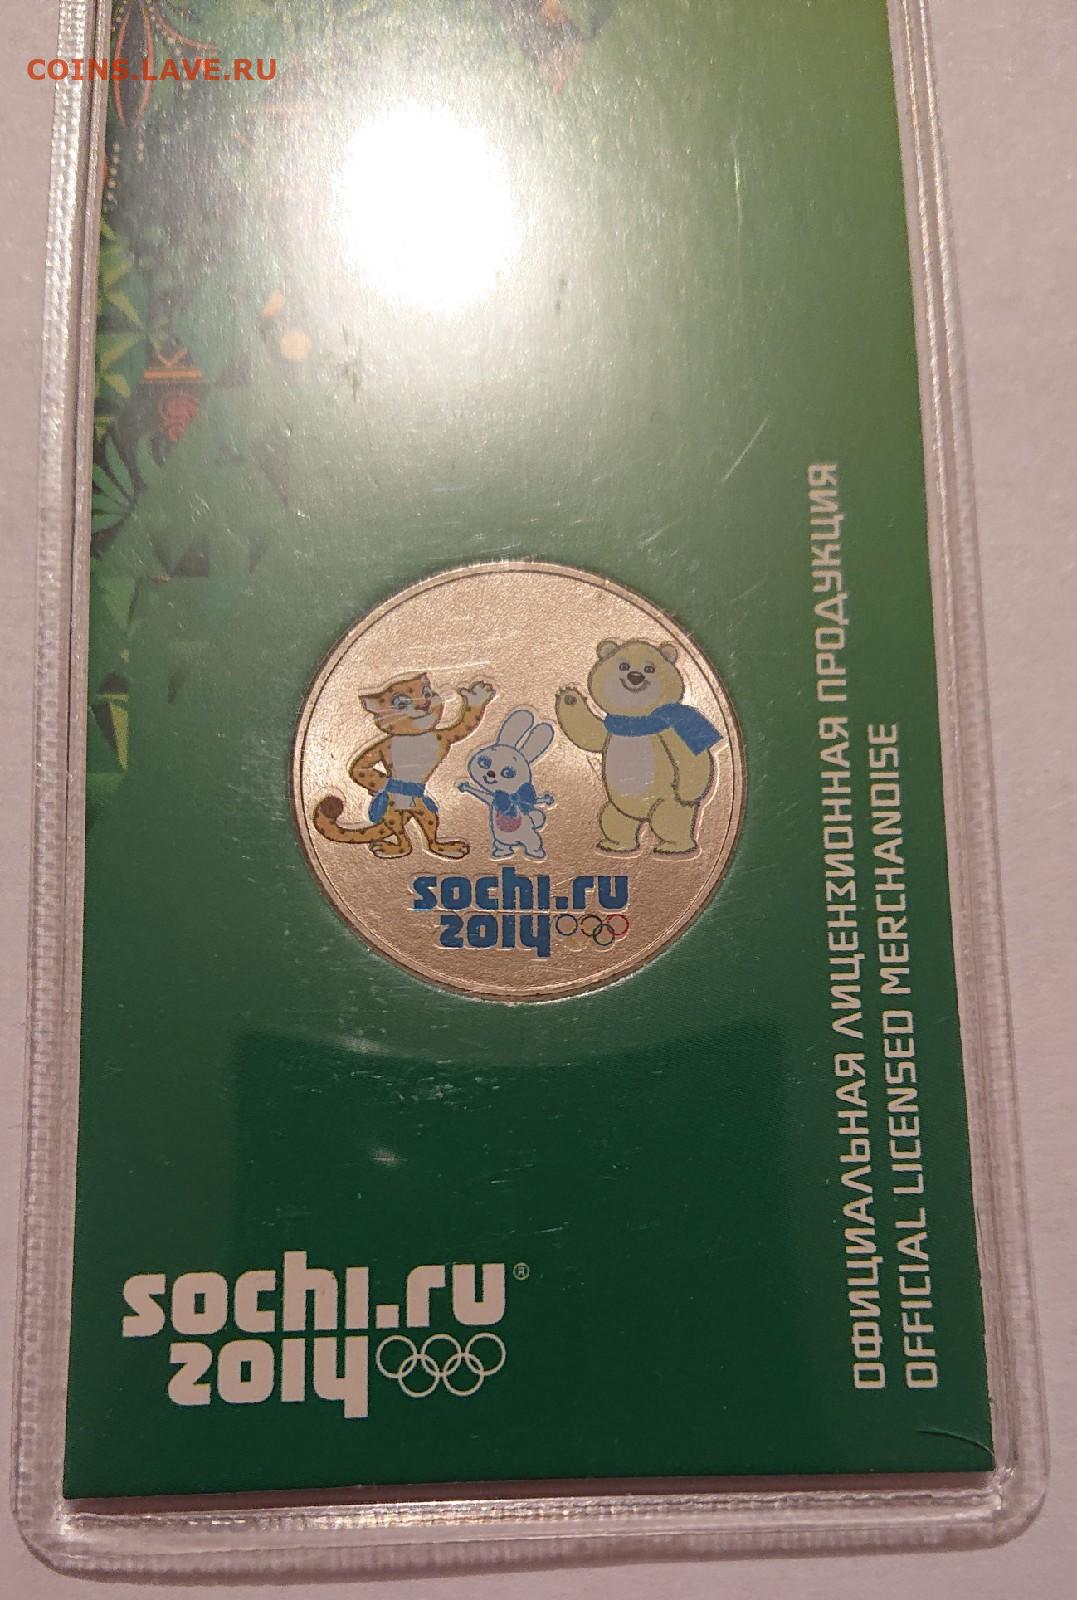 COINS.LAVE.RU
sochi.ru
2014
sochi.ru®
2014
ОФИЦИАЛЬНАЯ ЛИЦЕНЗИОННАЯ ПРОДУКЦИЯ
OFFICIAL LICENSED MERCHANDISE